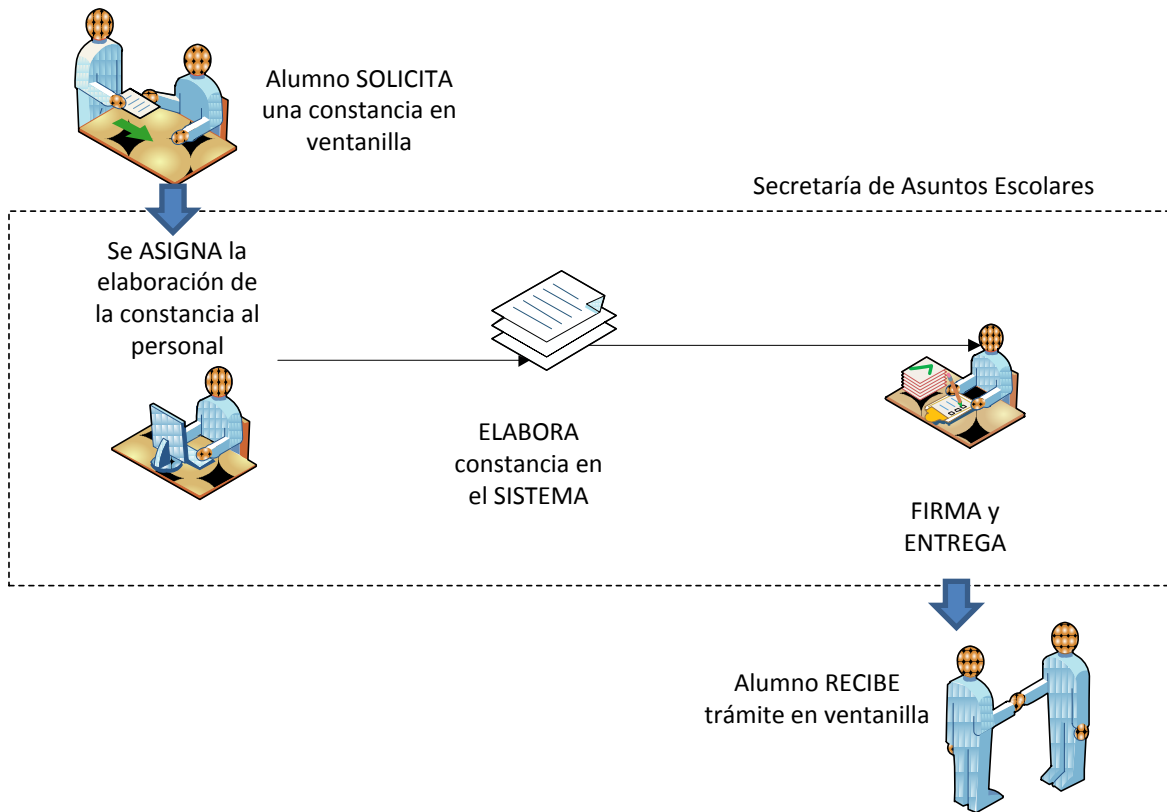 Alumno SOLICITA
una constancia en
ventanilla
Secretaría de Asuntos Escolares
Se ASIGNA la
elaboración de
la constancia al
personal
ELABORA
constancia en
el SISTEMA
FIRMA y
ENTREGA
Alumno RECIBE
trámite en ventanilla